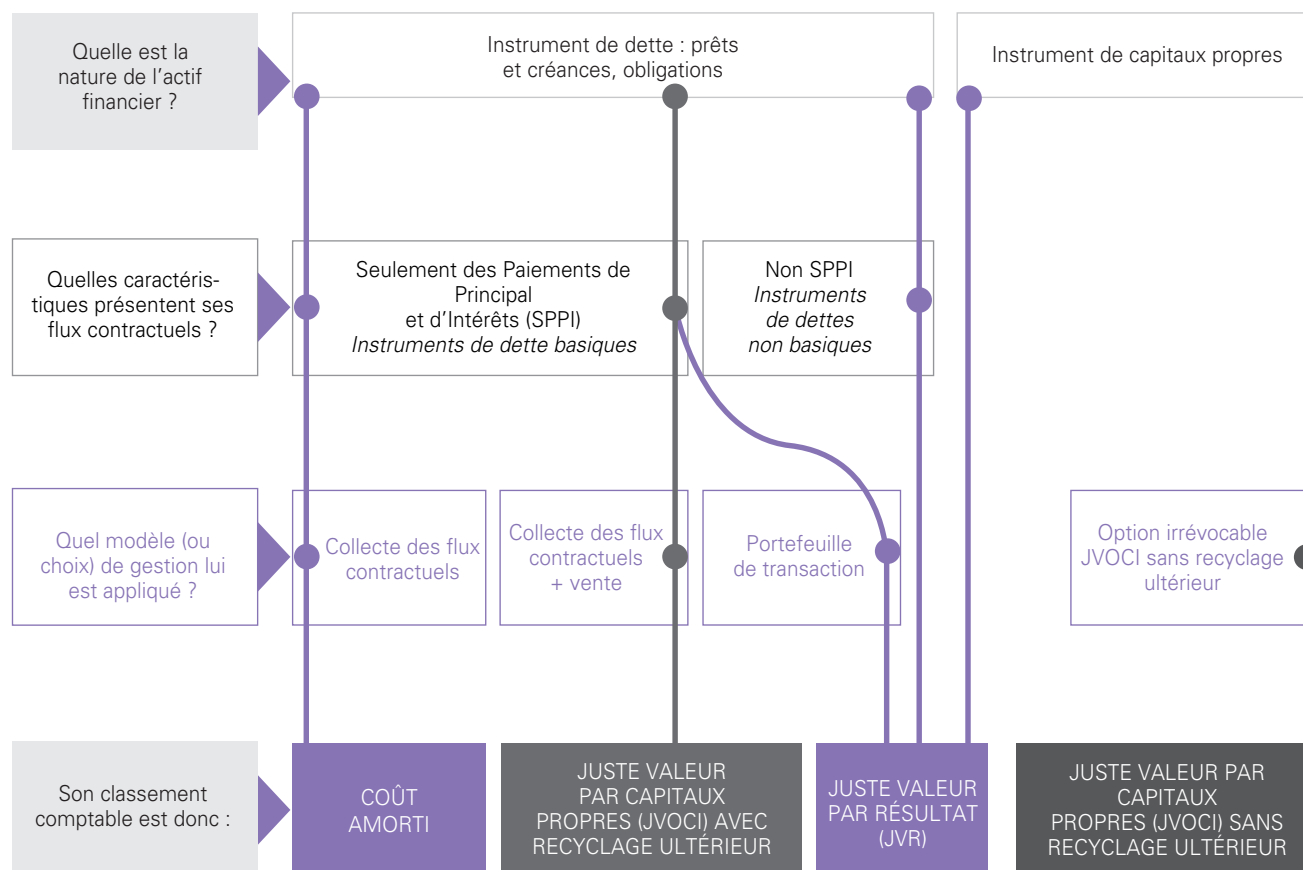 Quelle est la
nature de l'actif
financier ?
Instrument de dette : prêts
et créances, obligations
Instrument de capitaux propres
Quelles caractéris-
tiques présentent ses
flux contractuels ?
Seulement des Paiements de
Principal
et d'Intérêts (SPPI)
Instruments de dette basiques
Non SPPI
Instruments
de dettes
non basiques
Quel modèle (ou
choix) de gestion lui
est appliqué ?
Collecte des flux
contractuels
Collecte des flux
contractuels
+ vente
Portefeuille
de transaction
Option irrévocable
JVOCI sans recyclage
ultérieur
Son classement
comptable est donc :
COÛT
AMORTI
JUSTE VALEUR
PAR CAPITAUX
PROPRES (JVOCI) AVEC
RECYCLAGE ULTÉRIEUR
JUSTE VALEUR
PAR RÉSULTAT
(JVR)
JUSTE VALEUR PAR
CAPITAUX
PROPRES (JVOCI) SANS
RECYCLAGE ULTÉRIEUR